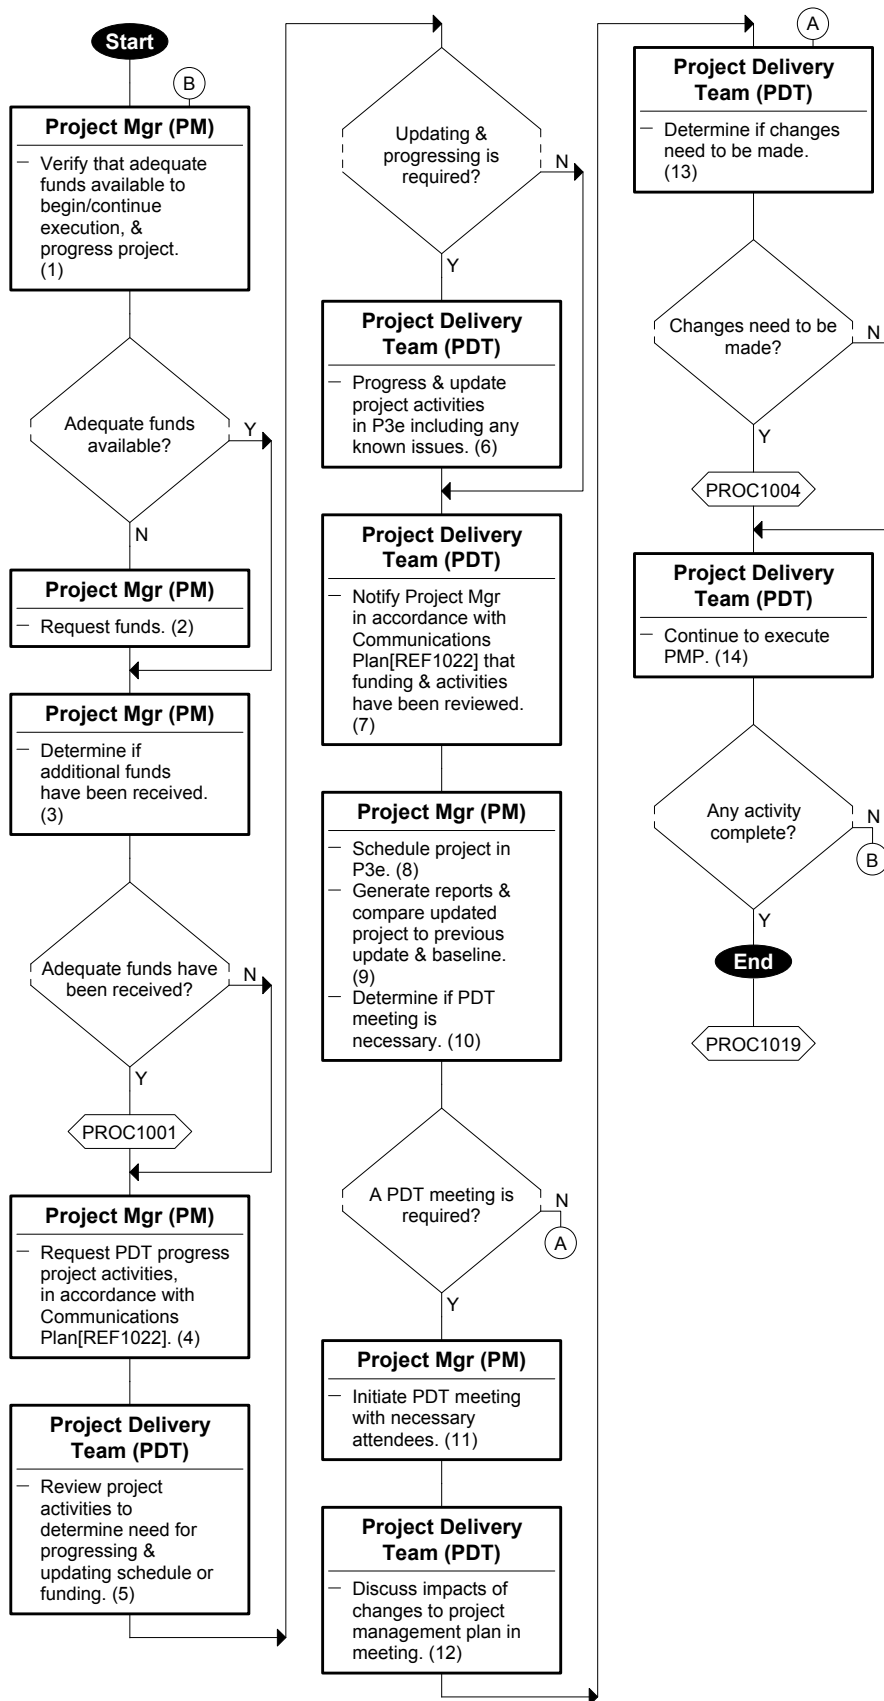 Start
B
Project Mgr (PM)
– Verify that adequate
funds available to
begin/continue
execution, &
progress project.
(1)
Adequate funds
available?
Y
N
Project Mgr (PM)
– Request funds. (2)
Project Mgr (PM)
– Determine if
additional funds
have been received.
(3)
Adequate funds have
been received?
N
Y
PROC1001
Project Mgr (PM)
– Request PDT progress
project activities,
in accordance with
Communications
Plan[REF1022]. (4)
Project Delivery
Team (PDT)
– Review project
activities to
determine need for
progressing &
updating schedule or
funding. (5)
Updating &
progressing is
required?
N
Y
Project Delivery
Team (PDT)
– Progress & update
project activities
in P3e including any
known issues. (6)
Project Delivery
Team (PDT)
– Notify Project Mgr
in accordance with
Communications
Plan[REF1022] that
funding & activities
have been reviewed.
(7)
Project Mgr (PM)
– Schedule project in
P3e. (8)
– Generate reports &
compare updated
project to previous
update & baseline.
(9)
– Determine if PDT
meeting is
necessary. (10)
A PDT meeting is
required?
N
A
Y
Project Mgr (PM)
– Initiate PDT meeting
with necessary
attendees. (11)
Project Delivery
Team (PDT)
– Discuss impacts of
changes to project
management plan in
meeting. (12)
A
Project Delivery
Team (PDT)
– Determine if changes
need to be made.
(13)
Changes need to be
made?
N
Y
PROC1004
Project Delivery
Team (PDT)
– Continue to execute
PMP. (14)
Any activity
complete?
N
B
Y
End
PROC1019